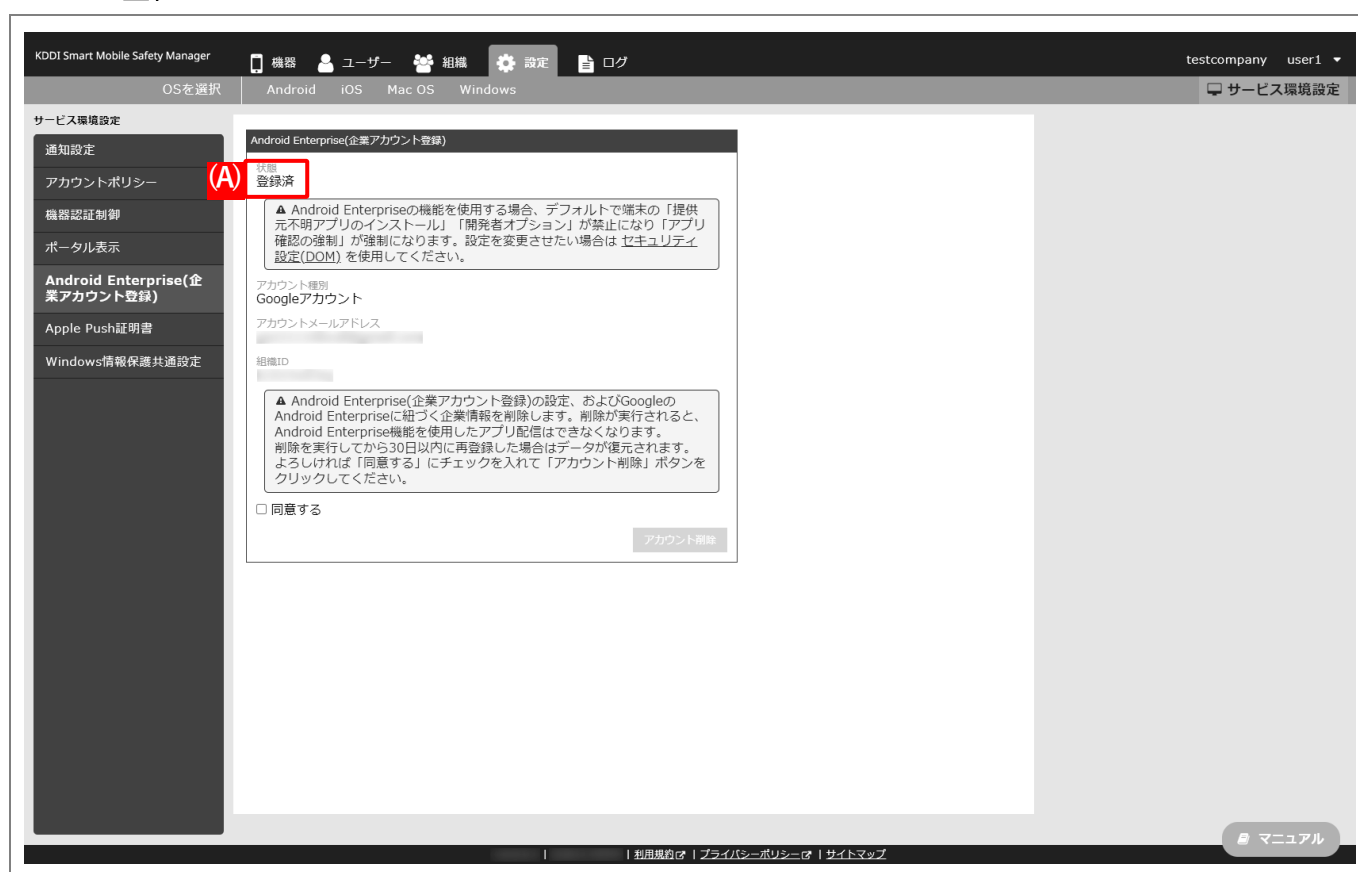 KDDI Smart Mobile Safety Manager
機器
ユーザー
組織
設定
ログ
testcompany user1
OSを選択
Android
iOS
Mac OS
Windows
サービス環境設定
サービス環境設定
通知設定
アカウントポリシー
機器認証制御
ポータル表示
Android Enterprise(企
業アカウント登録)
Apple Push証明書
Windows情報保護共通設定
Android Enterprise(企業アカウント登録)
(A)
状態
登録済
Android Enterpriseの機能を使用する場合、デフォルトで端末の「提供
元不明アプリのインストール」「開発者オプション」が禁止になり「アプリ
確認の強制」が強制になります。設定を変更させたい場合は セキュリティ
設定(DOM) を使用してください。
アカウント種別
Googleアカウント
アカウントメールアドレス
組織ID
Android Enterprise(企業アカウント登録)の設定、およびGoogleの
Android Enterpriseに紐づく企業情報を削除します。削除が実行されると、
Android Enterprise機能を使用したアプリ配信はできなくなります。
削除を実行してから30日以内に再登録した場合はデータが復元されます。
よろしければ「同意する」にチェックを入れて「アカウント削除」ボタンを
クリックしてください。
同意する
アカウント削除
マニュアル
| | 利用規約 | プライバシーポリシー | サイトマップ